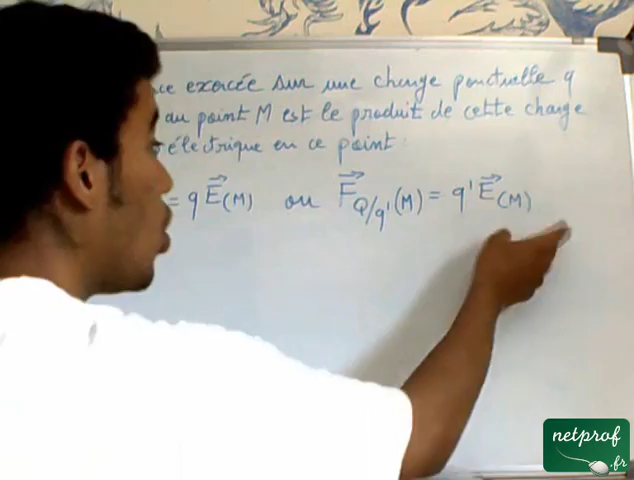 ce exercée sur une charge ponctuelle q
au point M est le produit de cette charge
électrique en ce point.
= q E⃗(M) ou F⃗Q/q'(M) = q' E⃗(M)
netprof
.fr